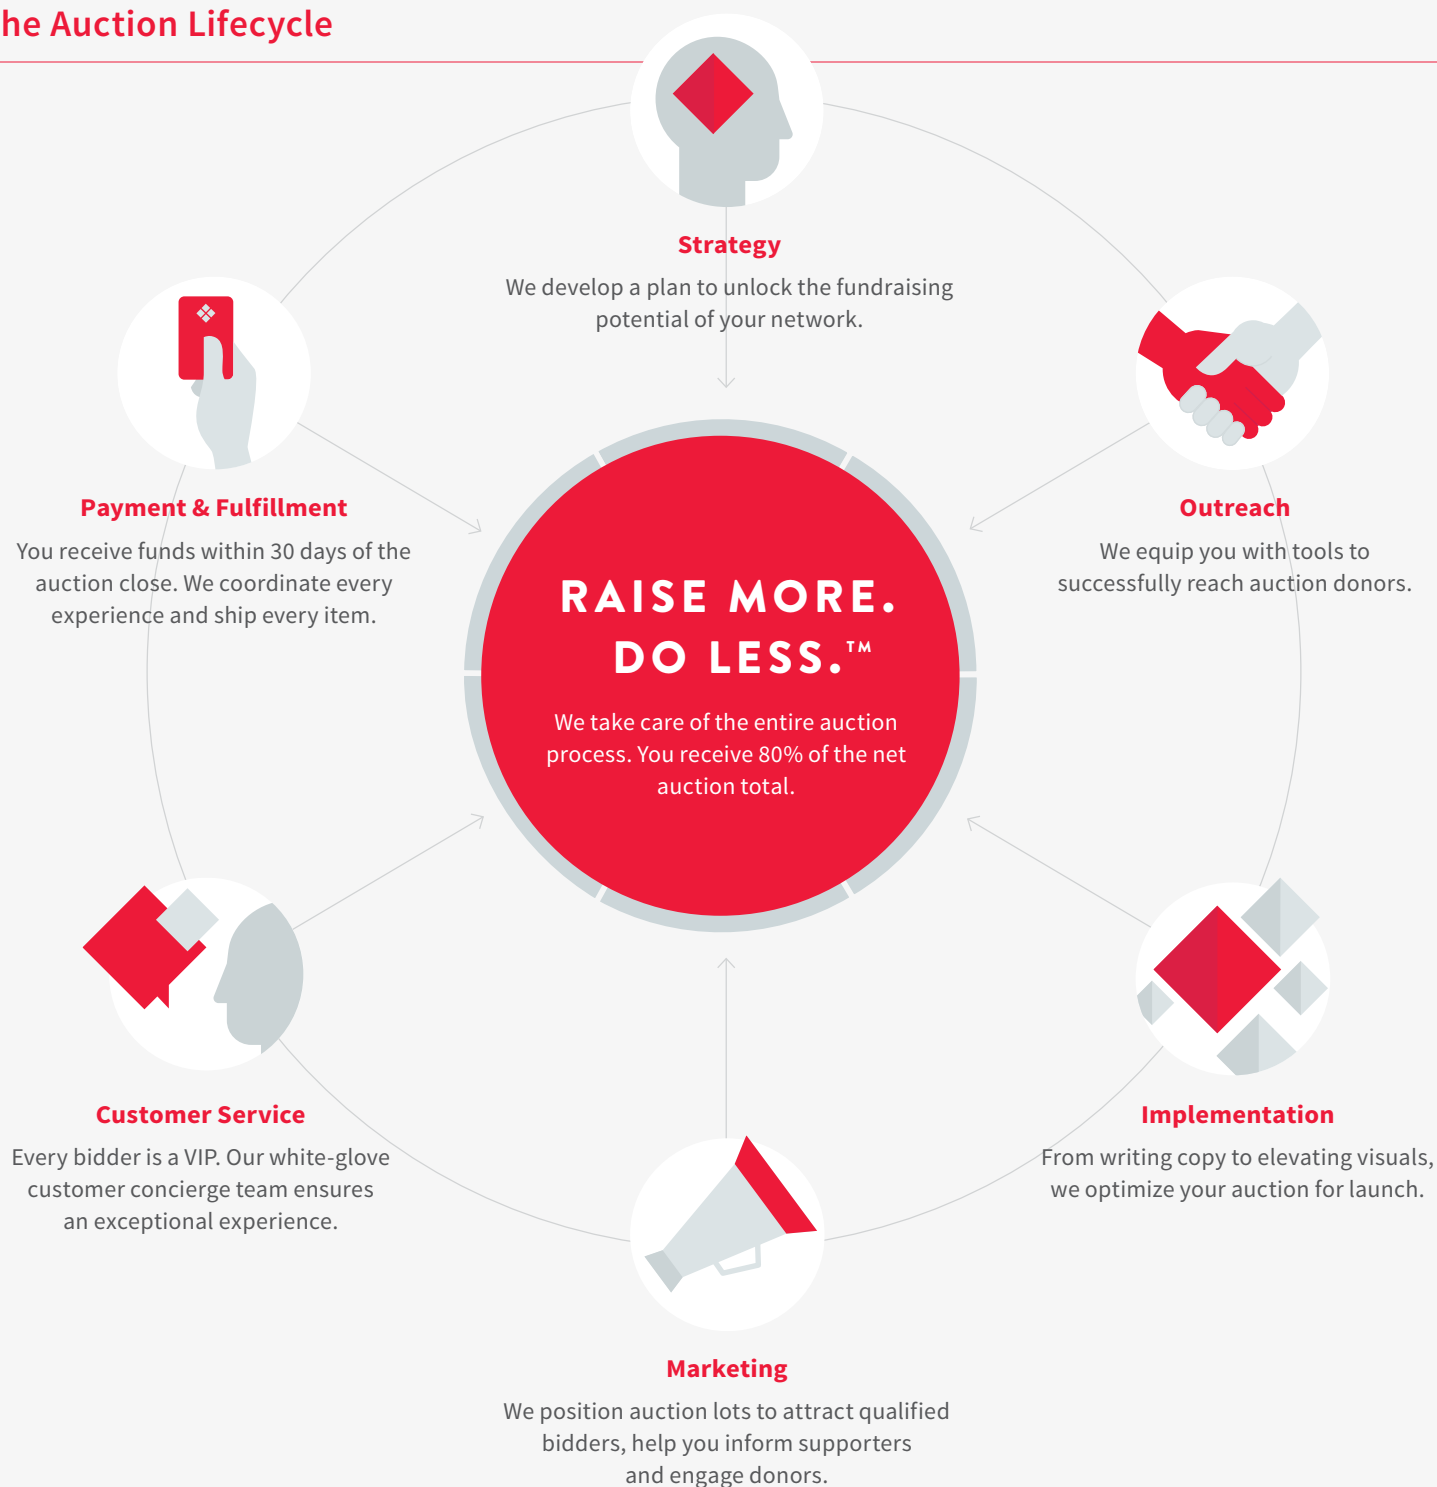 he Auction Lifecycle
Strategy
We develop a plan to unlock the fundraising
potential of your network.
Outreach
We equip you with tools to
successfully reach auction donors.
Implementation
From writing copy to elevating visuals,
we optimize your auction for launch.
Marketing
We position auction lots to attract qualified
bidders, help you inform supporters
and engage donors.
Customer Service
Every bidder is a VIP. Our white-glove
customer concierge team ensures
an exceptional experience.
Payment & Fulfillment
You receive funds within 30 days of the
auction close. We coordinate every
experience and ship every item.
RAISE MORE.
DO LESS.™
We take care of the entire auction
process. You receive 80% of the net
auction total.